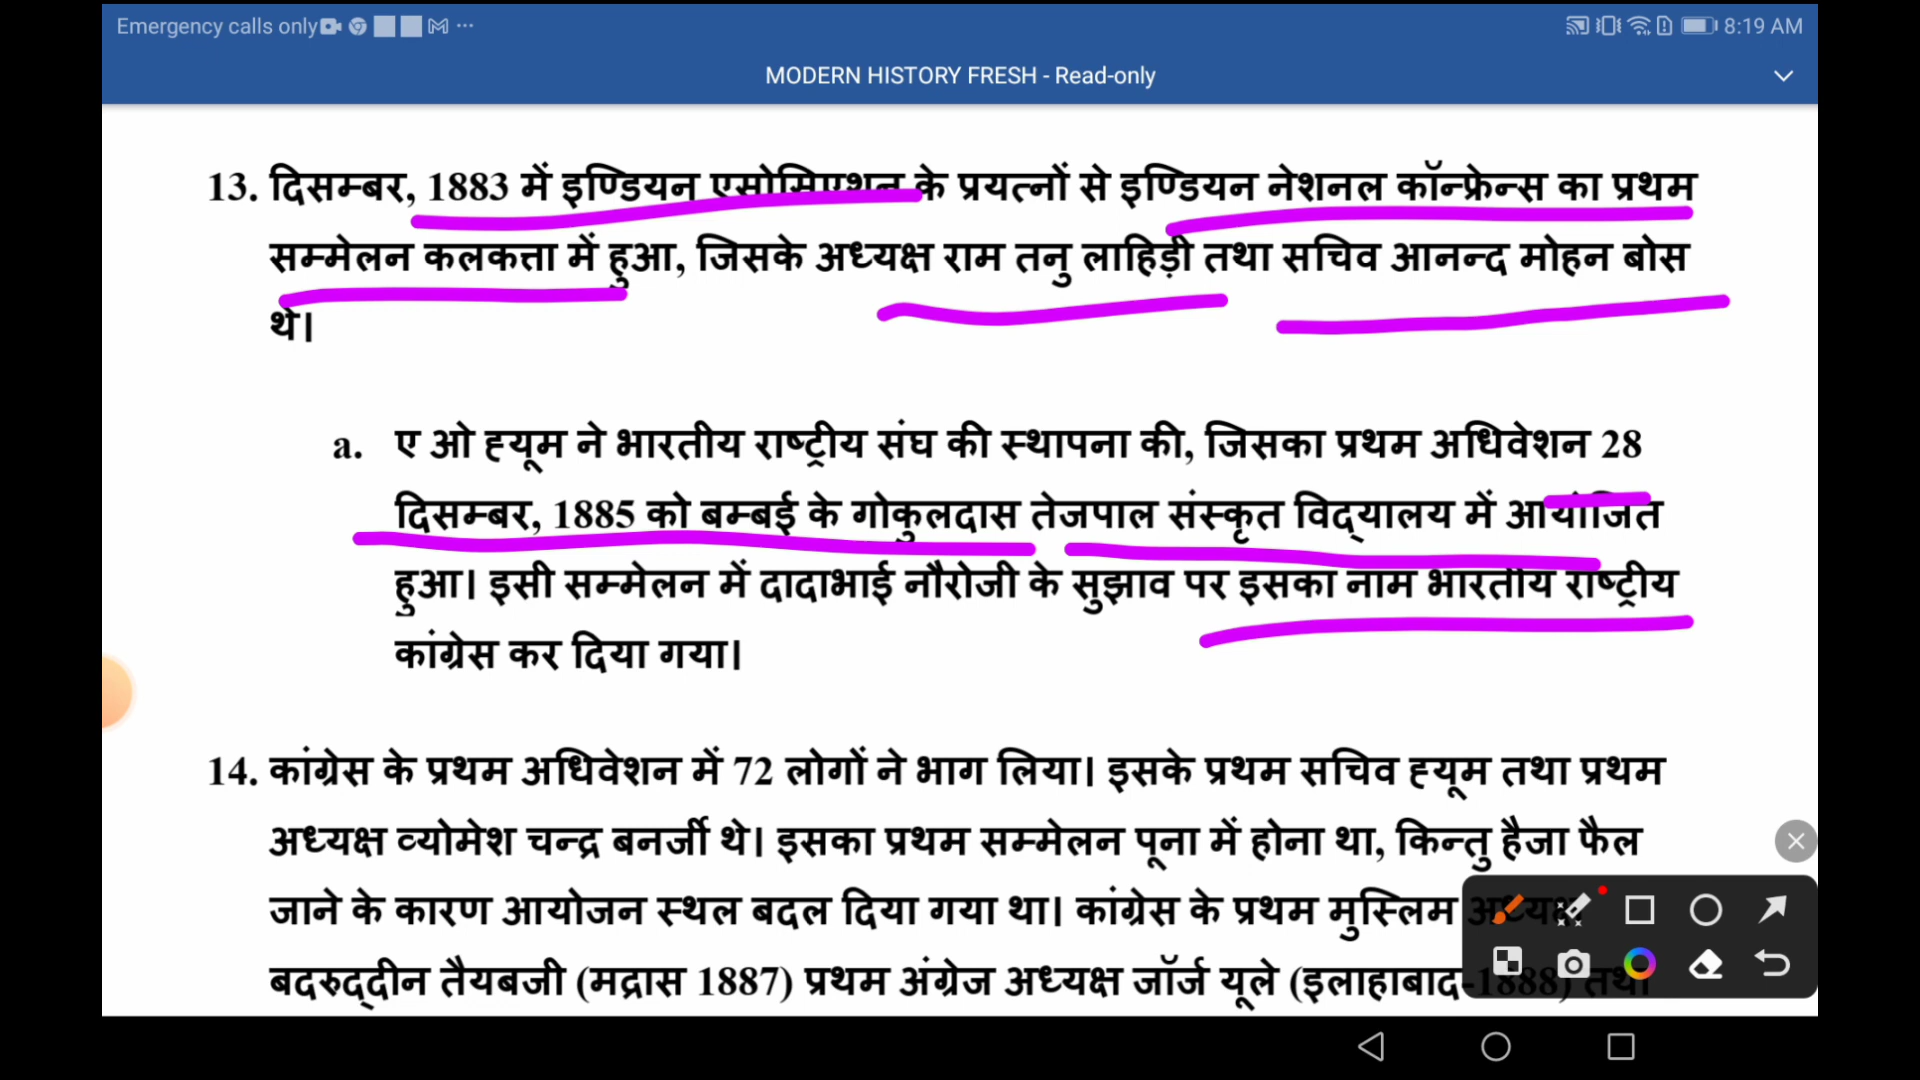 Emergency calls only
8:19 AM
MODERN HISTORY FRESH - Read-only
13. दिसम्बर, 1883 में इण्डियन एसोसिएशन के प्रयत्नों से इण्डियन नेशनल कॉन्फ्रेन्स का प्रथम
सम्मेलन कलकत्ता में हुआ, जिसके अध्यक्ष राम तनु लाहिड़ी तथा सचिव आनन्द मोहन बोस
थे।
a. ए ओ ह्यूम ने भारतीय राष्ट्रीय संघ की स्थापना की, जिसका प्रथम अधिवेशन 28
दिसम्बर, 1885 को बम्बई के गोकुलदास तेजपाल संस्कृत विद्यालय में आयोजित
हुआ। इसी सम्मेलन में दादाभाई नौरोजी के सुझाव पर इसका नाम भारतीय राष्ट्रीय
कांग्रेस कर दिया गया।
14. कांग्रेस के प्रथम अधिवेशन में 72 लोगों ने भाग लिया। इसके प्रथम सचिव ह्यूम तथा प्रथम
अध्यक्ष व्योमेश चन्द्र बनर्जी थे। इसका प्रथम सम्मेलन पूना में होना था, किन्तु हैजा फैल
जाने के कारण आयोजन स्थल बदल दिया गया था। कांग्रेस के प्रथम मुस्लिम अध्यक्ष
बदरुद्दीन तैयबजी (मद्रास 1887) प्रथम अंग्रेज अध्यक्ष जॉर्ज यूले (इलाहाबाद-1888) तथा